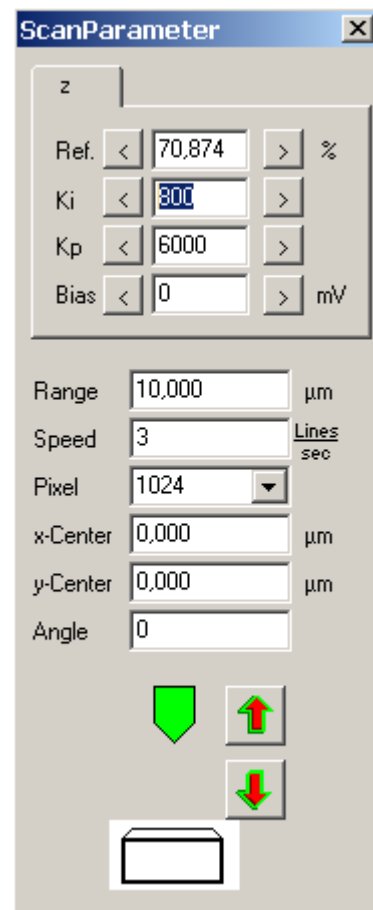 ScanParameter
z
Ref. < 70,874 > %
Ki < 800 >
Kp < 6000 >
Bias < 0 > mV
Range 10,000 µm
Speed 3 Lines
sec
Pixel 1024
x-Center 0,000 µm
y-Center 0,000 µm
Angle 0